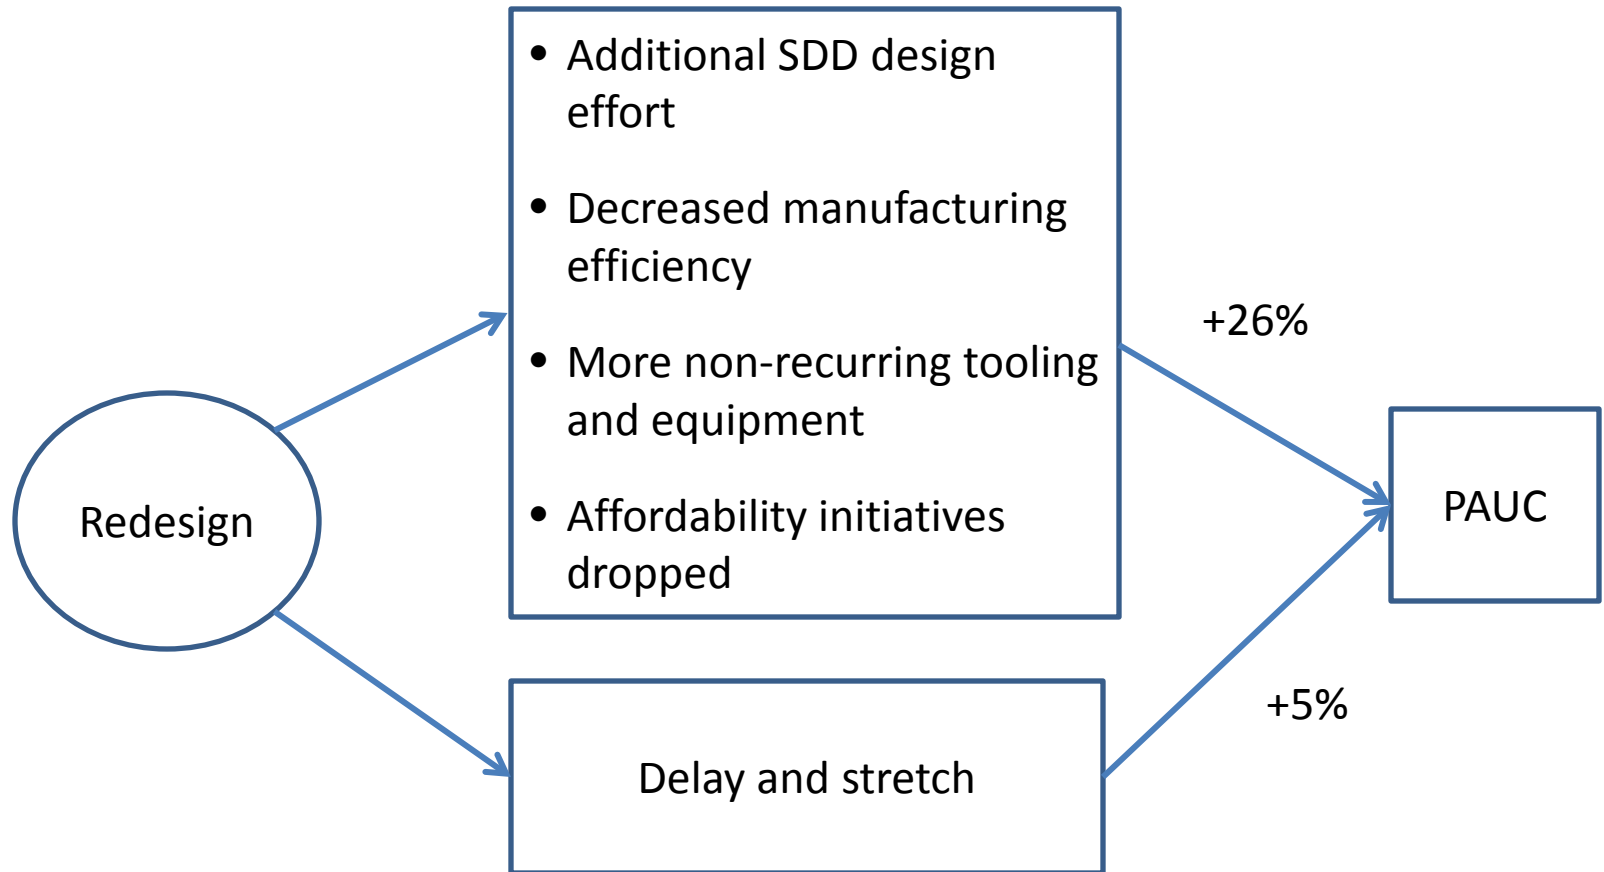 • Additional SDD design
effort
• Decreased manufacturing
efficiency
• More non-recurring tooling
and equipment
• Affordability initiatives
dropped
+26%
Redesign
PAUC
+5%
Delay and stretch